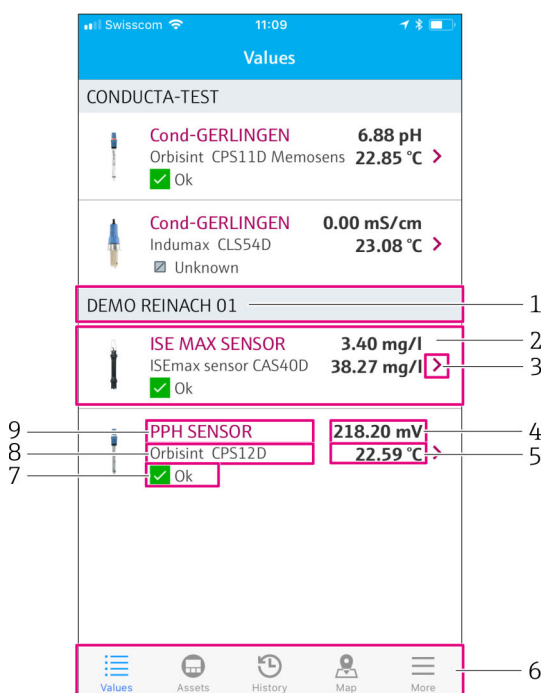 Swisscom 11:09
Values
CONDUCTA-TEST
Cond-GERLINGEN 6.88 pH
Orbisint CPS11D Memosens 22.85 °C
Ok
Cond-GERLINGEN 0.00 mS/cm
Indumax CLS54D 23.08 °C
Unknown
DEMO REINACH 01 1
ISE MAX SENSOR 3.40 mg/l 2
ISEmax sensor CAS40D 38.27 mg/l 3
Ok
9 PPH SENSOR 218.20 mV 4
8 Orbisint CPS12D 22.59 °C 5
7 Ok
6
Values Assets History Map More